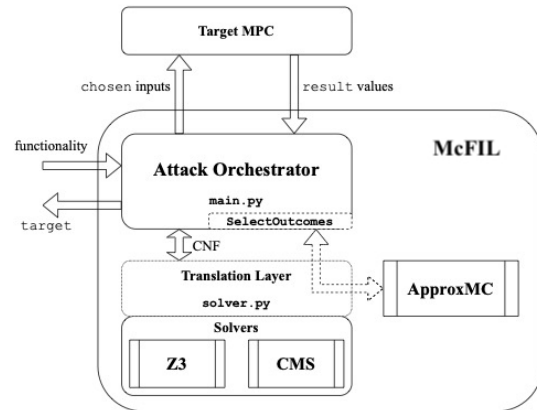 Target MPC
chosen inputs
result values
functionality
McFIL
Attack Orchestrator
main.py
SelectOutcomes
target
CNF
Translation Layer
solver.py
ApproxMC
Solvers
Z3
CMS